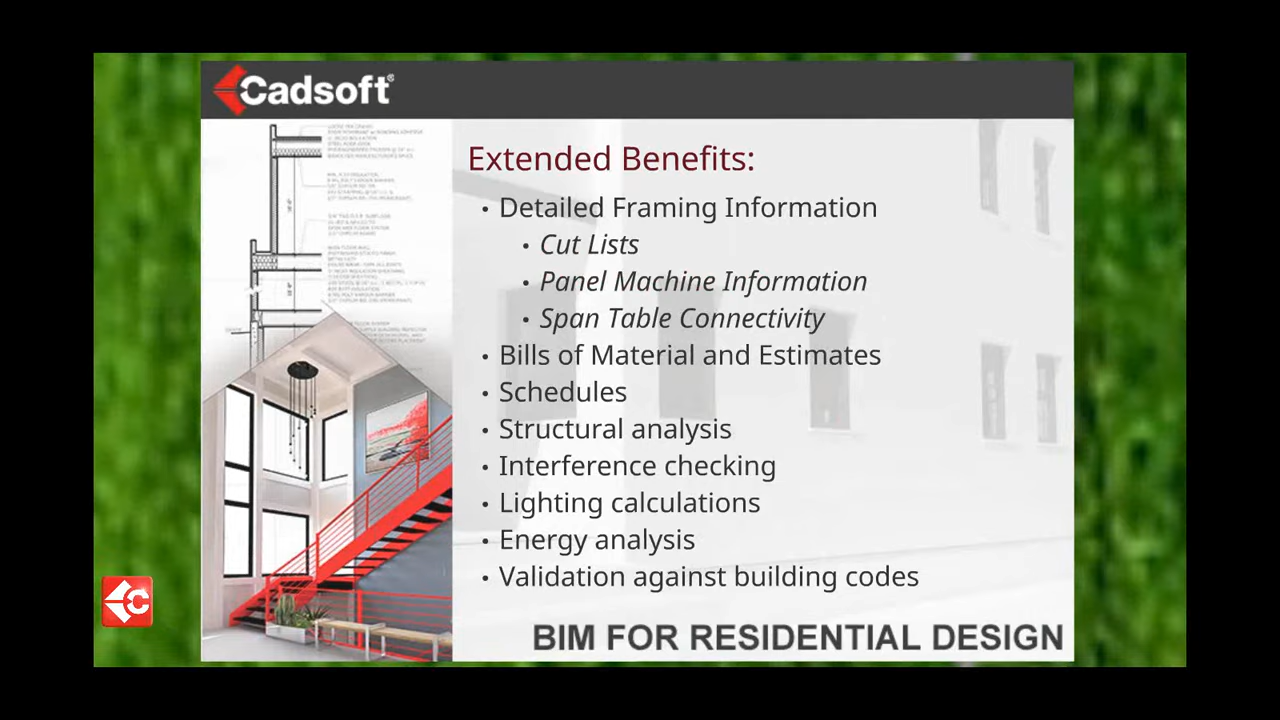 Cadsoft®
Extended Benefits:
• Detailed Framing Information
• Cut Lists
• Panel Machine Information
• Span Table Connectivity
• Bills of Material and Estimates
• Schedules
• Structural analysis
• Interference checking
• Lighting calculations
• Energy analysis
• Validation against building codes
BIM FOR RESIDENTIAL DESIGN
C